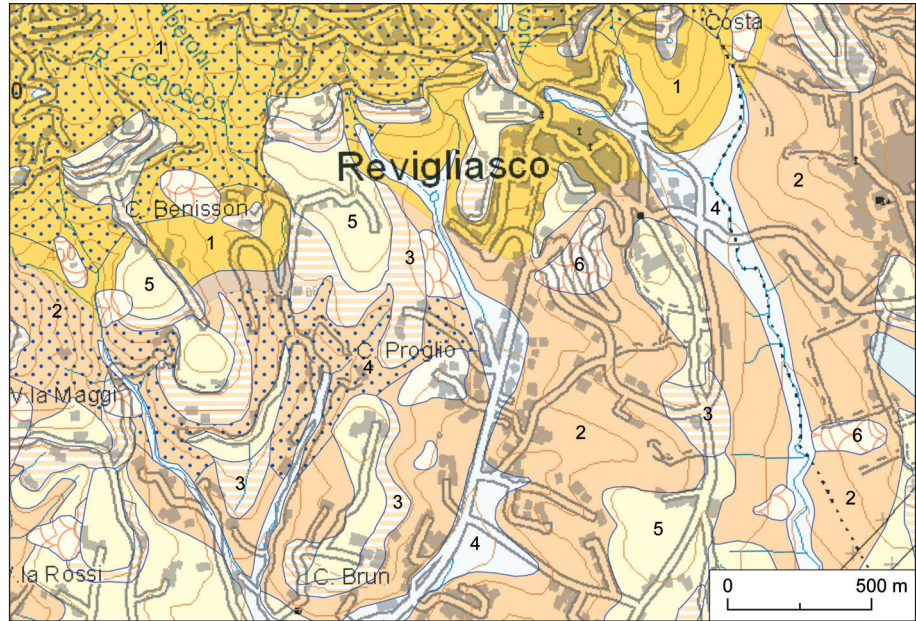 Costa
1
R. Cenosco
1
Revigliasco
2
C. Benisson
1
5
3
4
5
6
2
C. Proglio
4
V.la Maggi
3
2
6
3
3
2
5
4
V.la Rossi
C. Brun
0 500 m